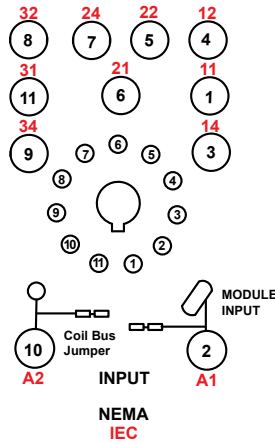 32 24 22 12
8 7 5 4
31 21 11
11 6 1
34 14
9 3
6
7 5
8 4
9 3
10 2
11 1
MODULE
INPUT
Coil Bus
Jumper
10 2
A2 INPUT A1
NEMA
IEC